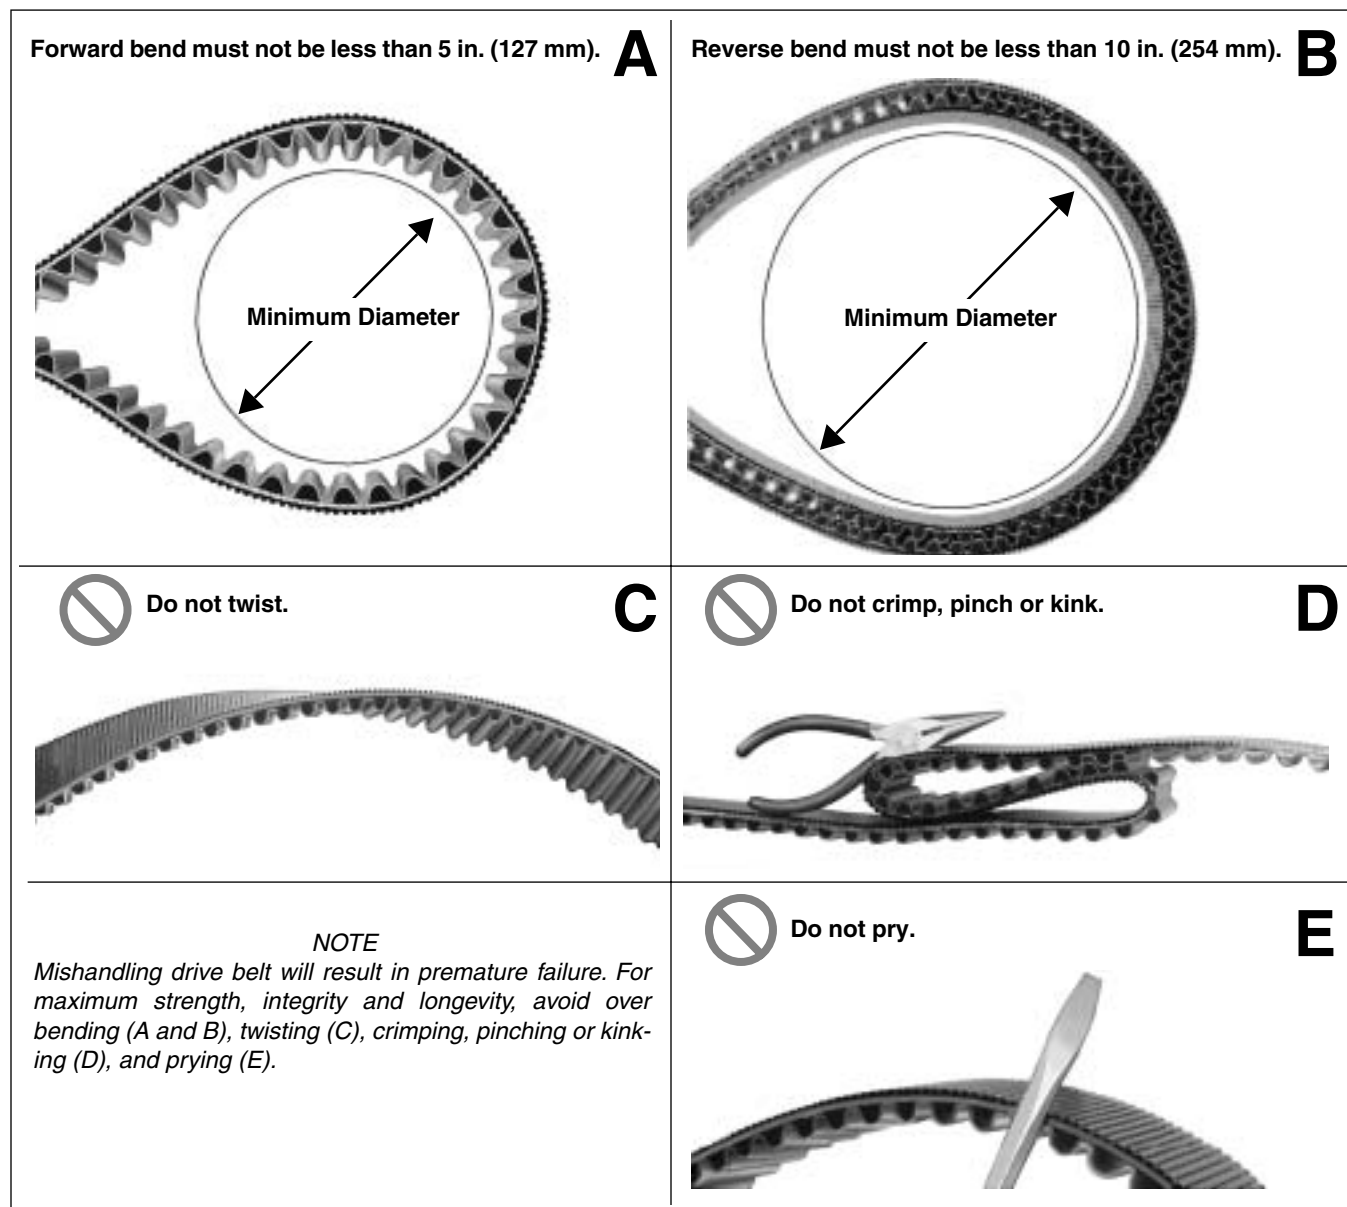 Forward bend must not be less than 5 in. (127 mm). A
Minimum Diameter
Reverse bend must not be less than 10 in. (254 mm). B
Minimum Diameter
Do not twist. C
Do not crimp, pinch or kink. D
NOTE
Mishandling drive belt will result in premature failure. For
maximum strength, integrity and longevity, avoid over
bending (A and B), twisting (C), crimping, pinching or kink-
ing (D), and prying (E).
Do not pry. E